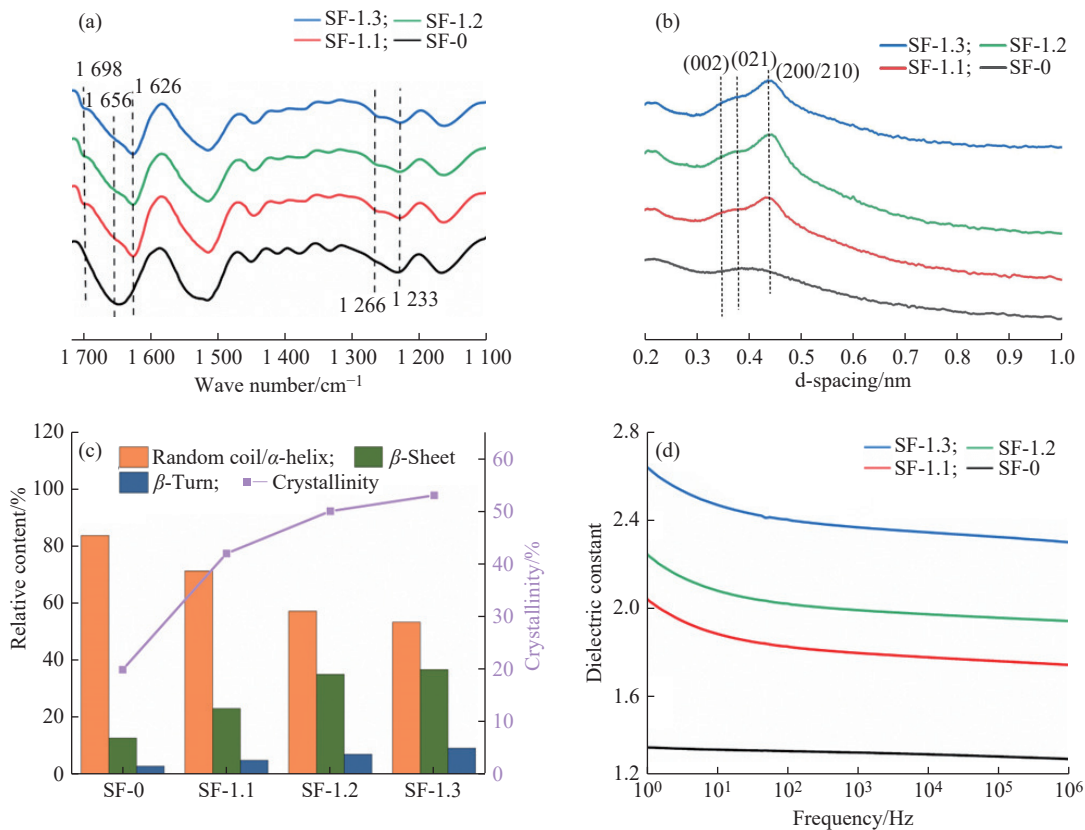 (a)
SF-1.3; SF-1.2
SF-1.1; SF-0
1 698
1 656 1 626
1 266 1 233
1 700 1 600 1 500 1 400 1 300 1 200 1 100
Wave number/cm⁻¹
(b)
SF-1.3; SF-1.2
SF-1.1; SF-0
(002) (021) (200/210)
0.2 0.3 0.4 0.5 0.6 0.7 0.8 0.9 1.0
d-spacing/nm
(c)
Random coil/α-helix; β-Sheet
β-Turn; Crystallinity
Relative content/%
120
100
80
60
40
20
0
Crystallinity/%
60
50
40
30
20
10
0
SF-0 SF-1.1 SF-1.2 SF-1.3
(d)
SF-1.3; SF-1.2
SF-1.1; SF-0
Dielectric constant
2.8
2.4
2.0
1.6
1.2
10⁰ 10¹ 10² 10³ 10⁴ 10⁵ 10⁶
Frequency/Hz